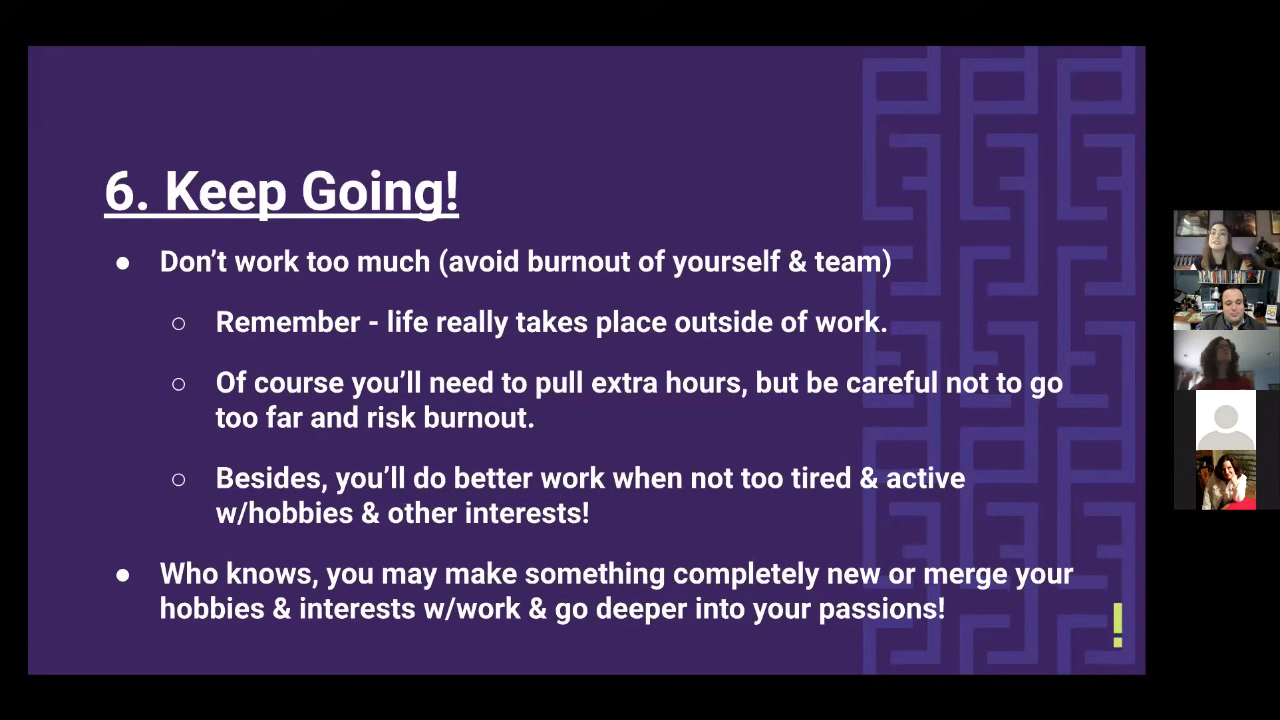 6. Keep Going!
● Don’t work too much (avoid burnout of yourself & team)
○ Remember - life really takes place outside of work.
○ Of course you’ll need to pull extra hours, but be careful not to go
too far and risk burnout.
○ Besides, you’ll do better work when not too tired & active
w/hobbies & other interests!
● Who knows, you may make something completely new or merge your
hobbies & interests w/work & go deeper into your passions!
!